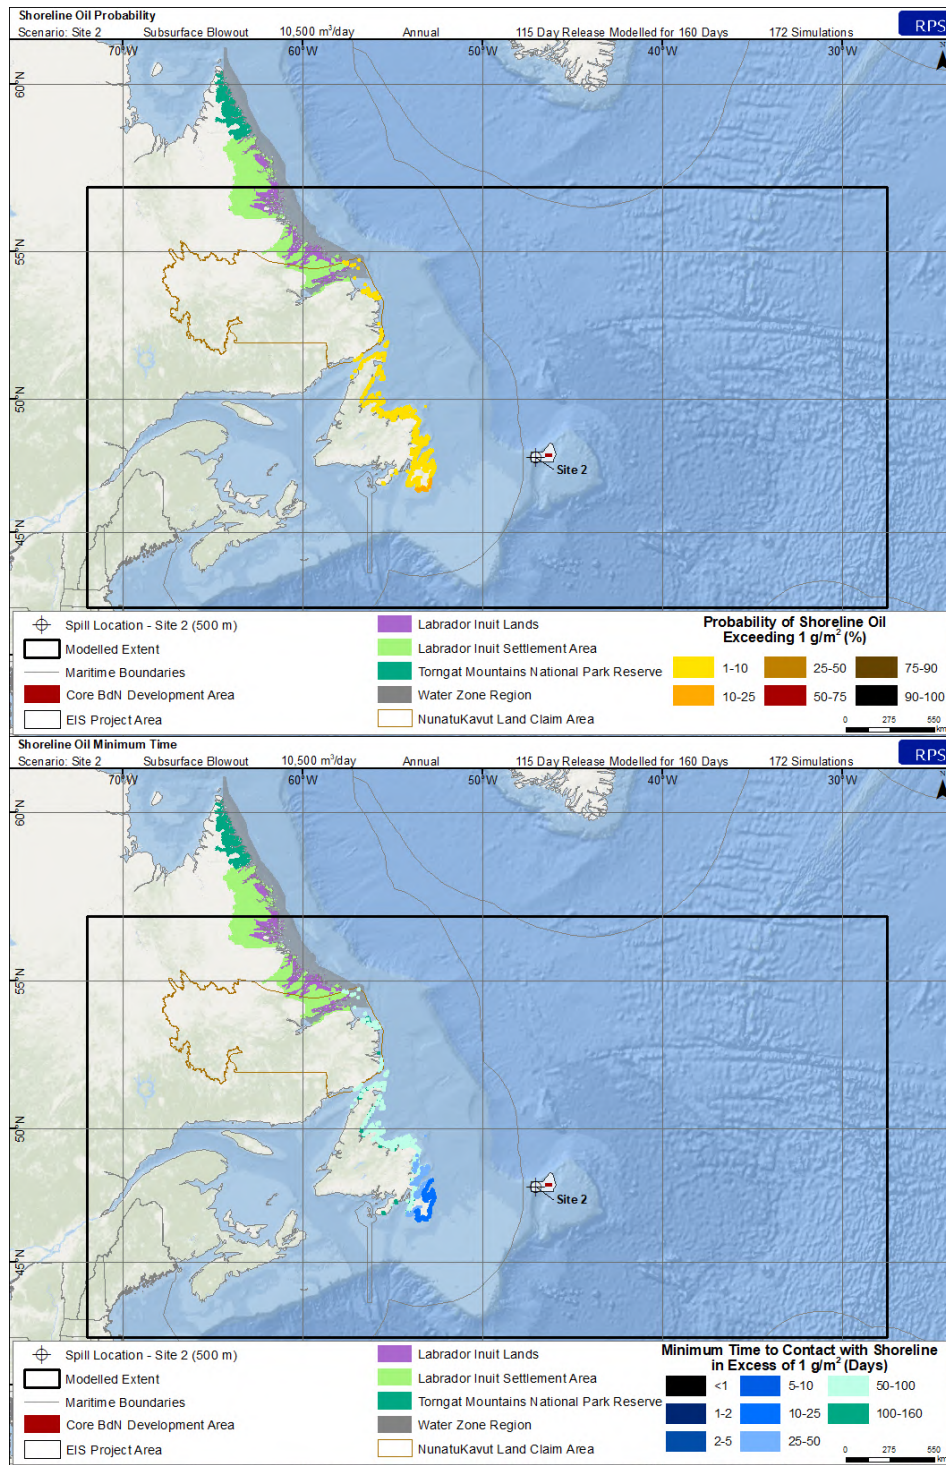 Shoreline Oil Probability
Scenario: Site 2 Subsurface Blowout 10,500 m³/day Annual 115 Day Release Modelled for 160 Days 172 Simulations
RPS
70°W 60°W 50°W 40°W 30°W
N
60°N
55°N
50°N
45°N
Site 2
Spill Location - Site 2 (500 m)
Modelled Extent
Maritime Boundaries
Core BdN Development Area
EIS Project Area
Labrador Inuit Lands
Labrador Inuit Settlement Area
Torngat Mountains National Park Reserve
Water Zone Region
NunatuKavut Land Claim Area
Probability of Shoreline Oil
Exceeding 1 g/m² (%)
1-10 25-50 75-90
10-25 50-75 90-100
0 275 550
km
Shoreline Oil Minimum Time
Scenario: Site 2 Subsurface Blowout 10,500 m³/day Annual 115 Day Release Modelled for 160 Days 172 Simulations
RPS
70°W 60°W 50°W 40°W 30°W
N
60°N
55°N
50°N
45°N
Site 2
Spill Location - Site 2 (500 m)
Modelled Extent
Maritime Boundaries
Core BdN Development Area
EIS Project Area
Labrador Inuit Lands
Labrador Inuit Settlement Area
Torngat Mountains National Park Reserve
Water Zone Region
NunatuKavut Land Claim Area
Minimum Time to Contact with Shoreline
in Excess of 1 g/m² (Days)
<1 5-10 50-100
1-2 10-25 100-160
2-5 25-50
0 275 550
km